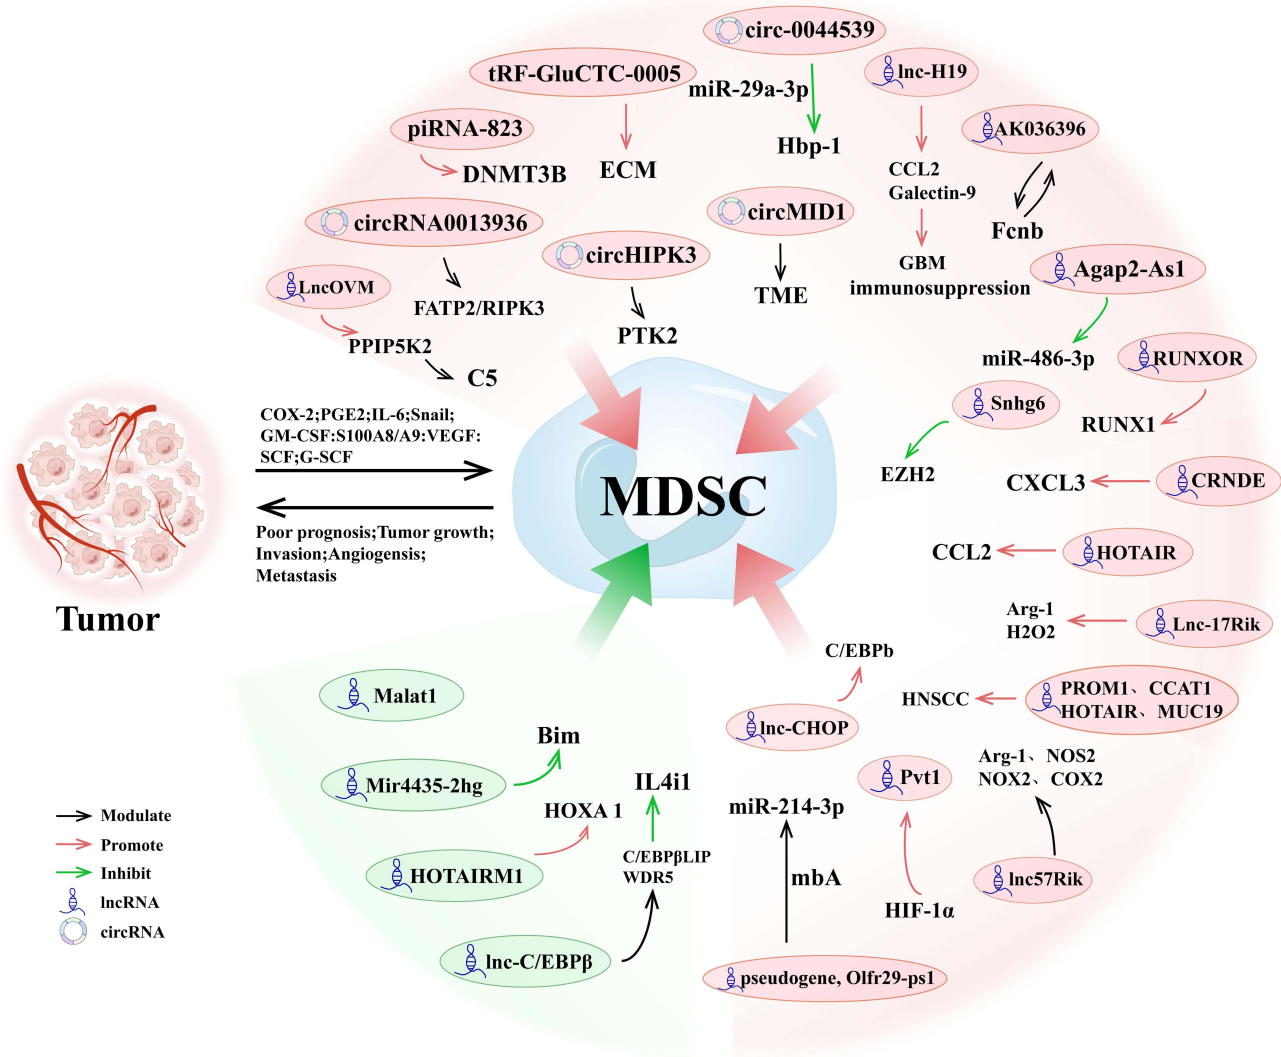 circ-0044539
tRF-GluCTC-0005
miR-29a-3p
lnc-H19
piRNA-823
Hbp-1
AK036396
DNMT3B
ECM
CCL2
Galectin-9
circRNA0013936
circMID1
Fcnb
circHIPK3
GBM
immunosuppression
Agap2-As1
LncOVM
FATP2/RIPK3
TME
PPIP5K2
PTK2
miR-486-3p
RUNXOR
C5
Snhg6
RUNX1
COX-2;PGE2;IL-6;Snail;
GM-CSF:S100A8/A9:VEGF:
SCF;G-SCF
EZH2
MDSC
CXCL3
CRNDE
Poor prognosis;Tumor growth;
Invasion;Angiogensis;
Metastasis
CCL2
HOTAIR
Tumor
Arg-1
H2O2
Lnc-17Rik
C/EBPb
HNSCC
PROM1、CCAT1
HOTAIR、MUC19
Malat1
lnc-CHOP
Bim
Arg-1、NOS2
NOX2、COX2
Mir4435-2hg
IL4i1
Pvt1
HOXA 1
miR-214-3p
Modulate
Promote
Inhibit
lncRNA
circRNA
C/EBPβLIP
WDR5
HOTAIRM1
mbA
lnc57Rik
HIF-1α
lnc-C/EBPβ
pseudogene, Olfr29-ps1